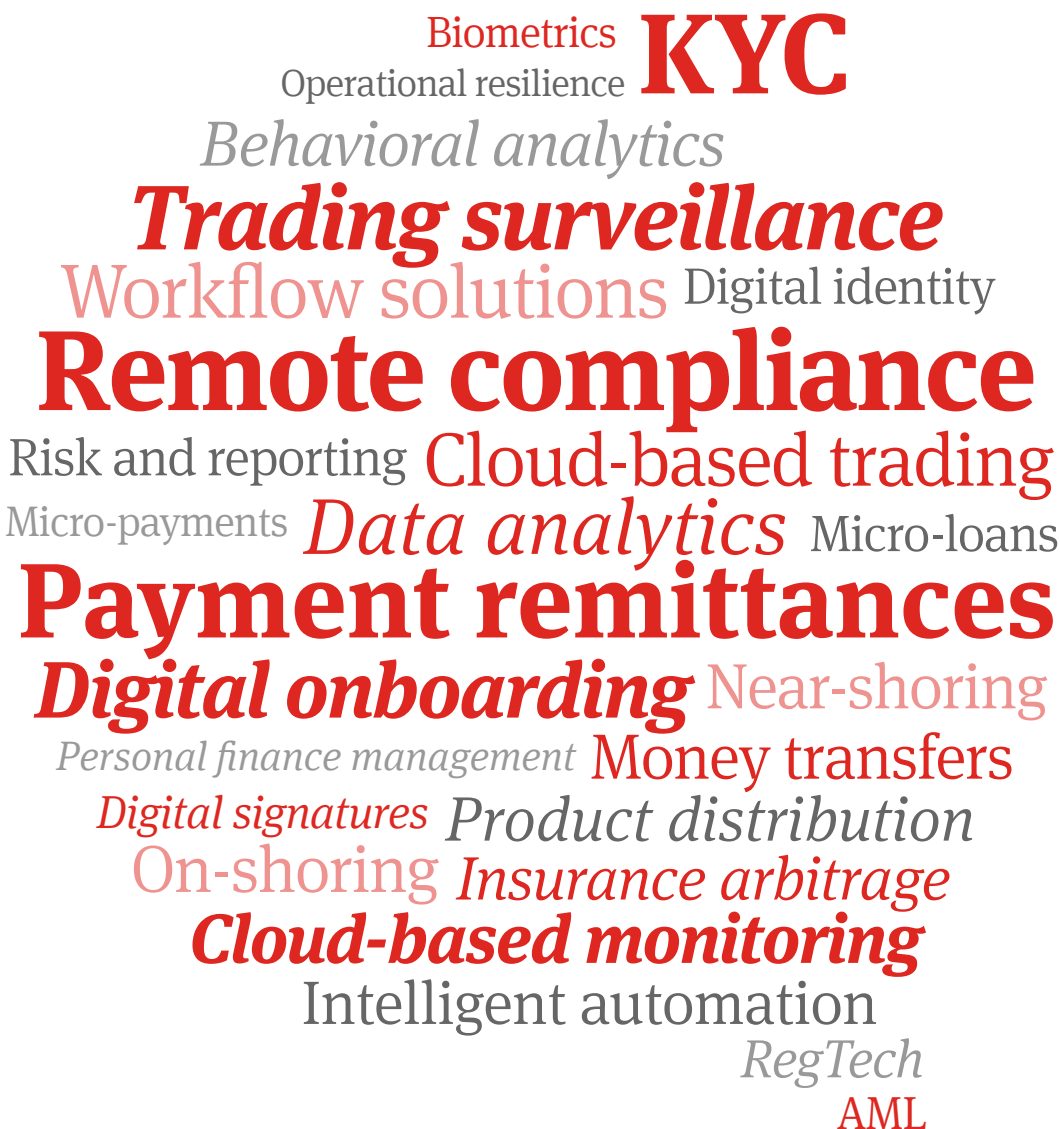 Biometrics KYC
Operational resilience
Behavioral analytics
Trading surveillance
Workflow solutions Digital identity
Remote compliance
Risk and reporting Cloud-based trading
Micro-payments Data analytics Micro-loans
Payment remittances
Digital onboarding Near-shoring
Personal finance management Money transfers
Digital signatures Product distribution
On-shoring Insurance arbitrage
Cloud-based monitoring
Intelligent automation
RegTech
AML